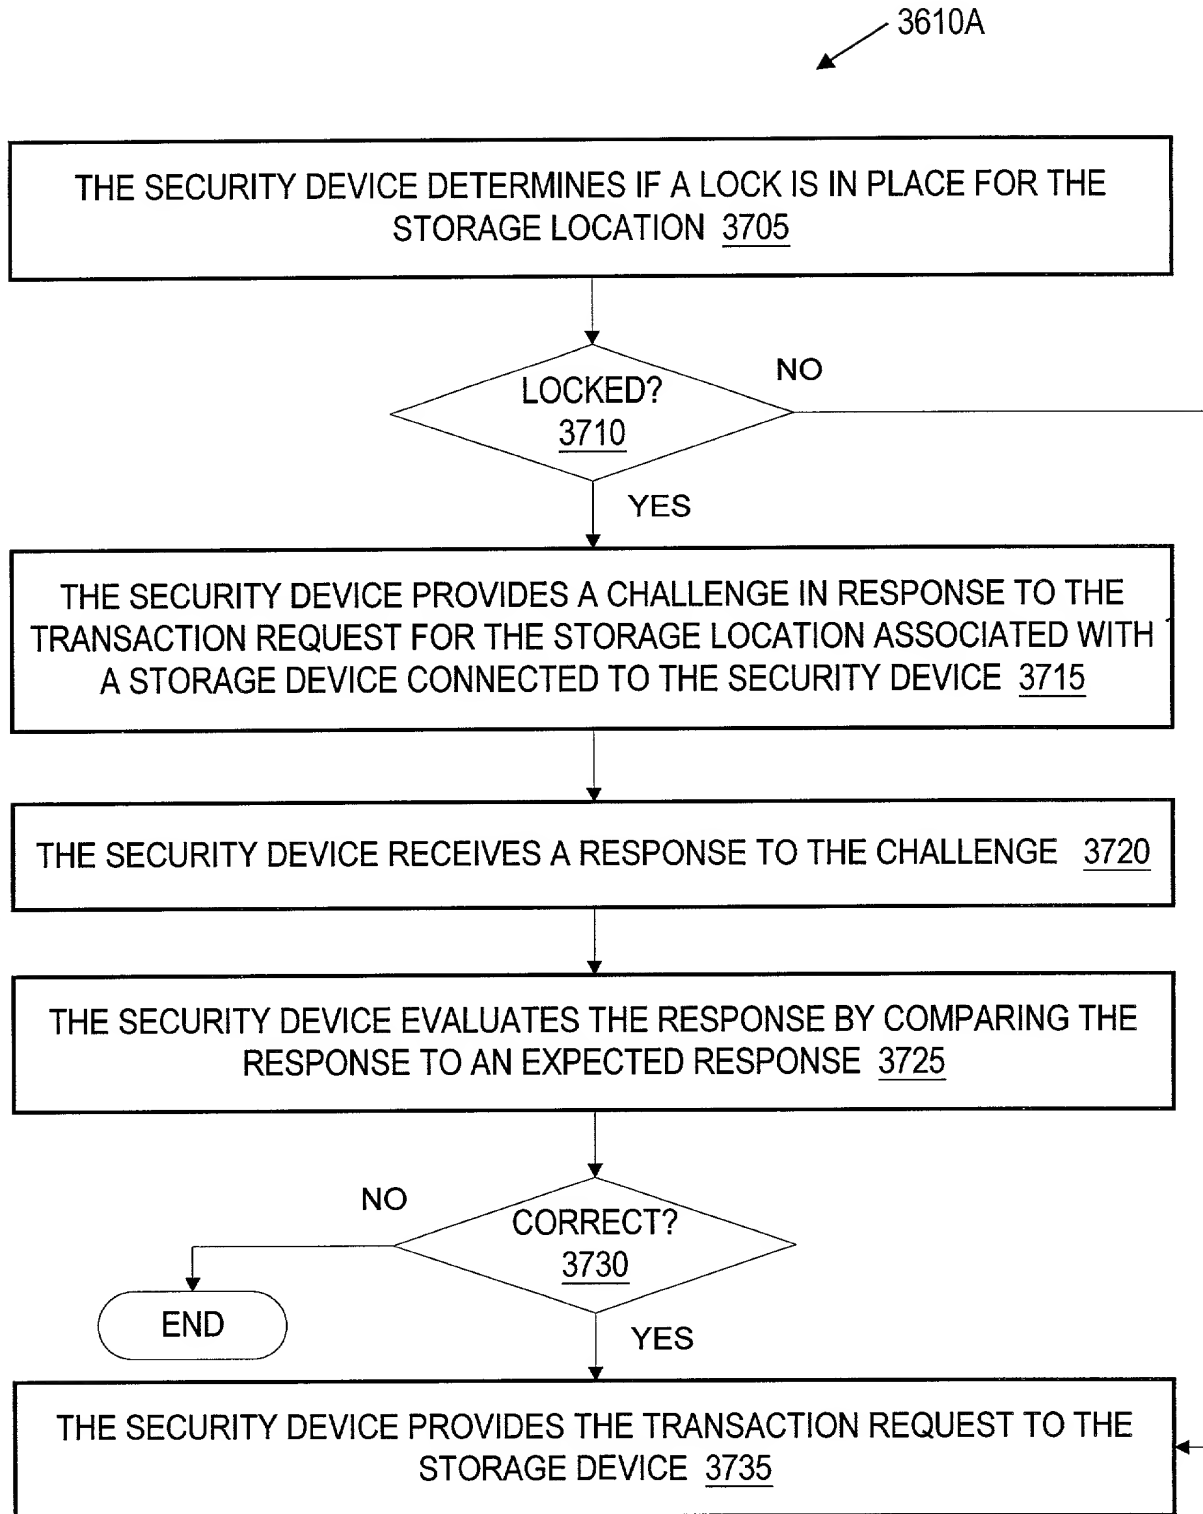 3610A
THE SECURITY DEVICE DETERMINES IF A LOCK IS IN PLACE FOR THE
STORAGE LOCATION 3705
LOCKED?
3710
NO
YES
THE SECURITY DEVICE PROVIDES A CHALLENGE IN RESPONSE TO THE
TRANSACTION REQUEST FOR THE STORAGE LOCATION ASSOCIATED WITH
A STORAGE DEVICE CONNECTED TO THE SECURITY DEVICE 3715
THE SECURITY DEVICE RECEIVES A RESPONSE TO THE CHALLENGE 3720
THE SECURITY DEVICE EVALUATES THE RESPONSE BY COMPARING THE
RESPONSE TO AN EXPECTED RESPONSE 3725
NO
CORRECT?
3730
END
YES
THE SECURITY DEVICE PROVIDES THE TRANSACTION REQUEST TO THE
STORAGE DEVICE 3735